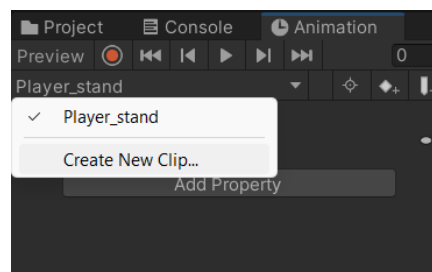 Project Console Animation
Preview 0
Player_stand
Player_stand
Create New Clip...
Add Property